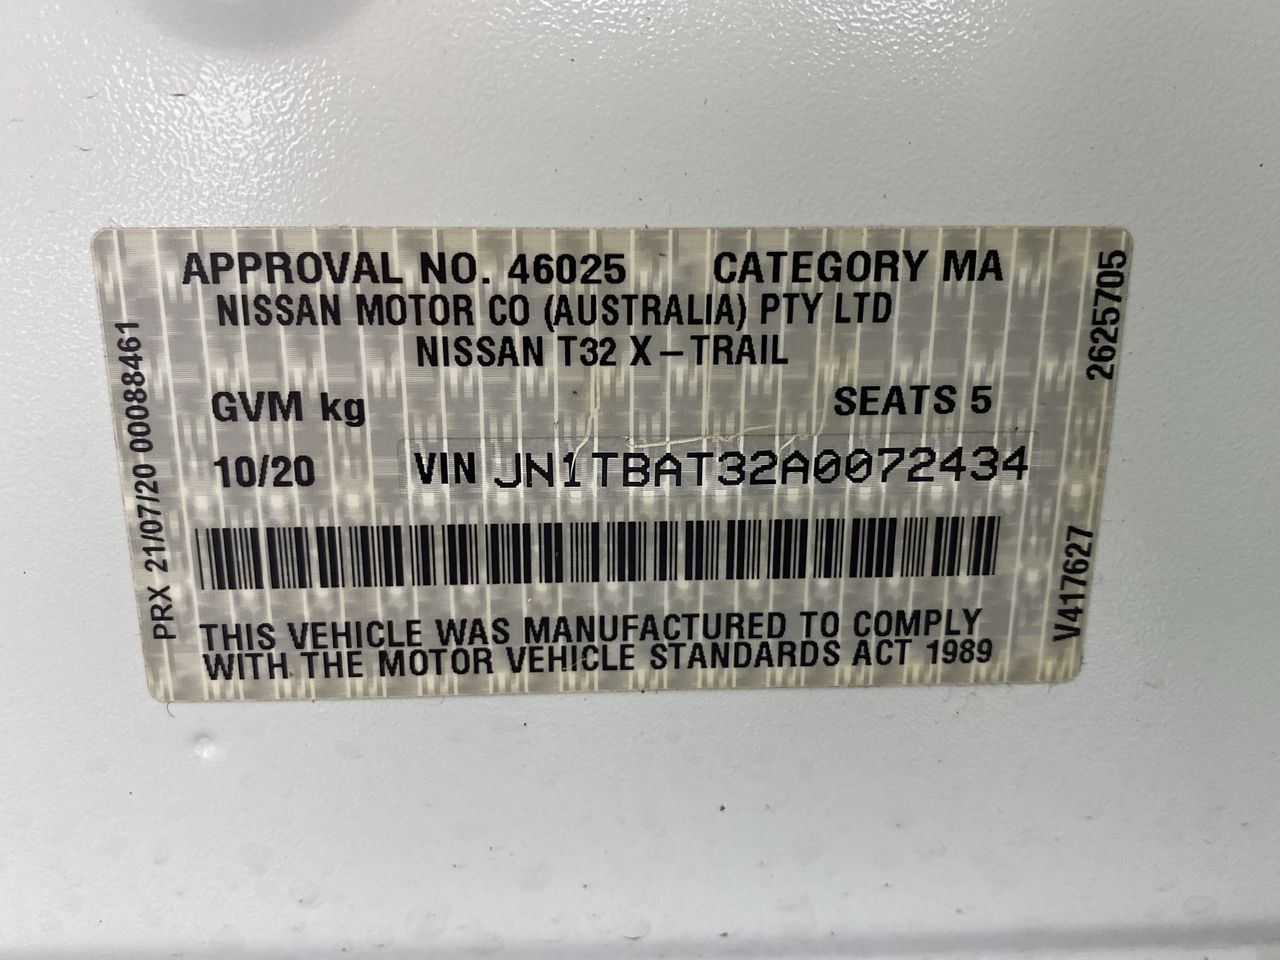 APPROVAL NO. 46025 CATEGORY MA
NISSAN MOTOR CO (AUSTRALIA) PTY LTD
NISSAN T32 X-TRAIL
GVM kg SEATS 5
10/20 VIN JN1TBAT32A0072434
THIS VEHICLE WAS MANUFACTURED TO COMPLY
WITH THE MOTOR VEHICLE STANDARDS ACT 1989
PRX 21/07/20 00088461
2625705
V417627